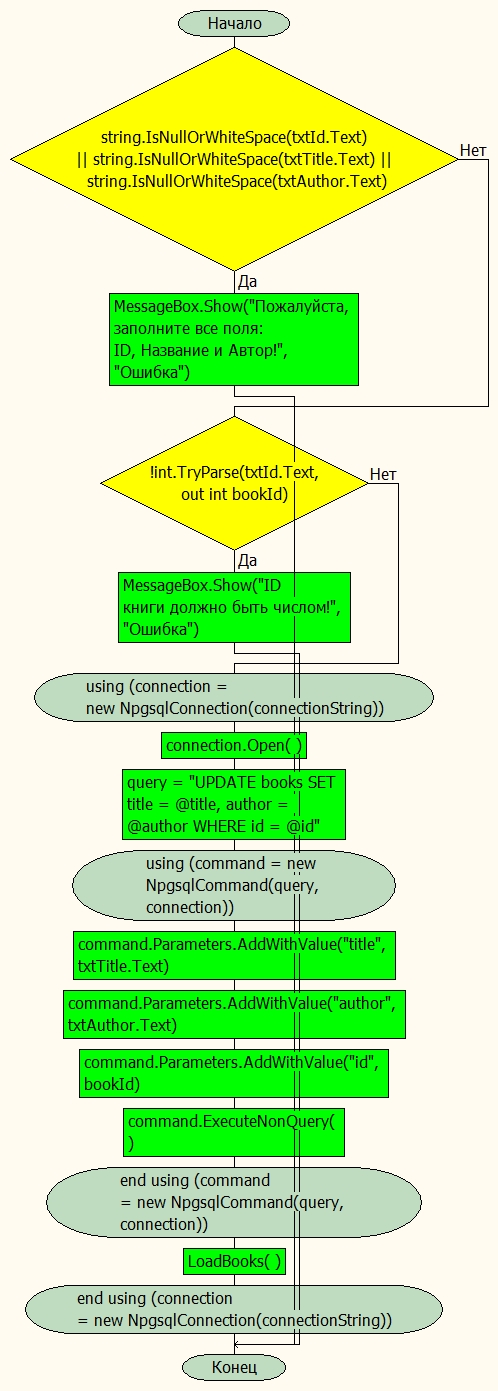 Начало
string.IsNullOrWhiteSpace(txtId.Text)
|| string.IsNullOrWhiteSpace(txtTitle.Text) ||
string.IsNullOrWhiteSpace(txtAuthor.Text)
Нет
Да
MessageBox.Show("Пожалуйста,
заполните все поля:
ID, Название и Автор!",
"Ошибка")
!int.TryParse(txtId.Text,
out int bookId)
Нет
Да
MessageBox.Show("ID
книги должно быть числом!",
"Ошибка")
using (connection =
new NpgsqlConnection(connectionString))
connection.Open( )
query = "UPDATE books SET
title = @title, author =
@author WHERE id = @id"
using (command = new
NpgsqlCommand(query,
connection))
command.Parameters.AddWithValue("title",
txtTitle.Text)
command.Parameters.AddWithValue("author",
txtAuthor.Text)
command.Parameters.AddWithValue("id",
bookId)
command.ExecuteNonQuery(
)
end using (command
= new NpgsqlCommand(query,
connection))
LoadBooks( )
end using (connection
= new NpgsqlConnection(connectionString))
Конец